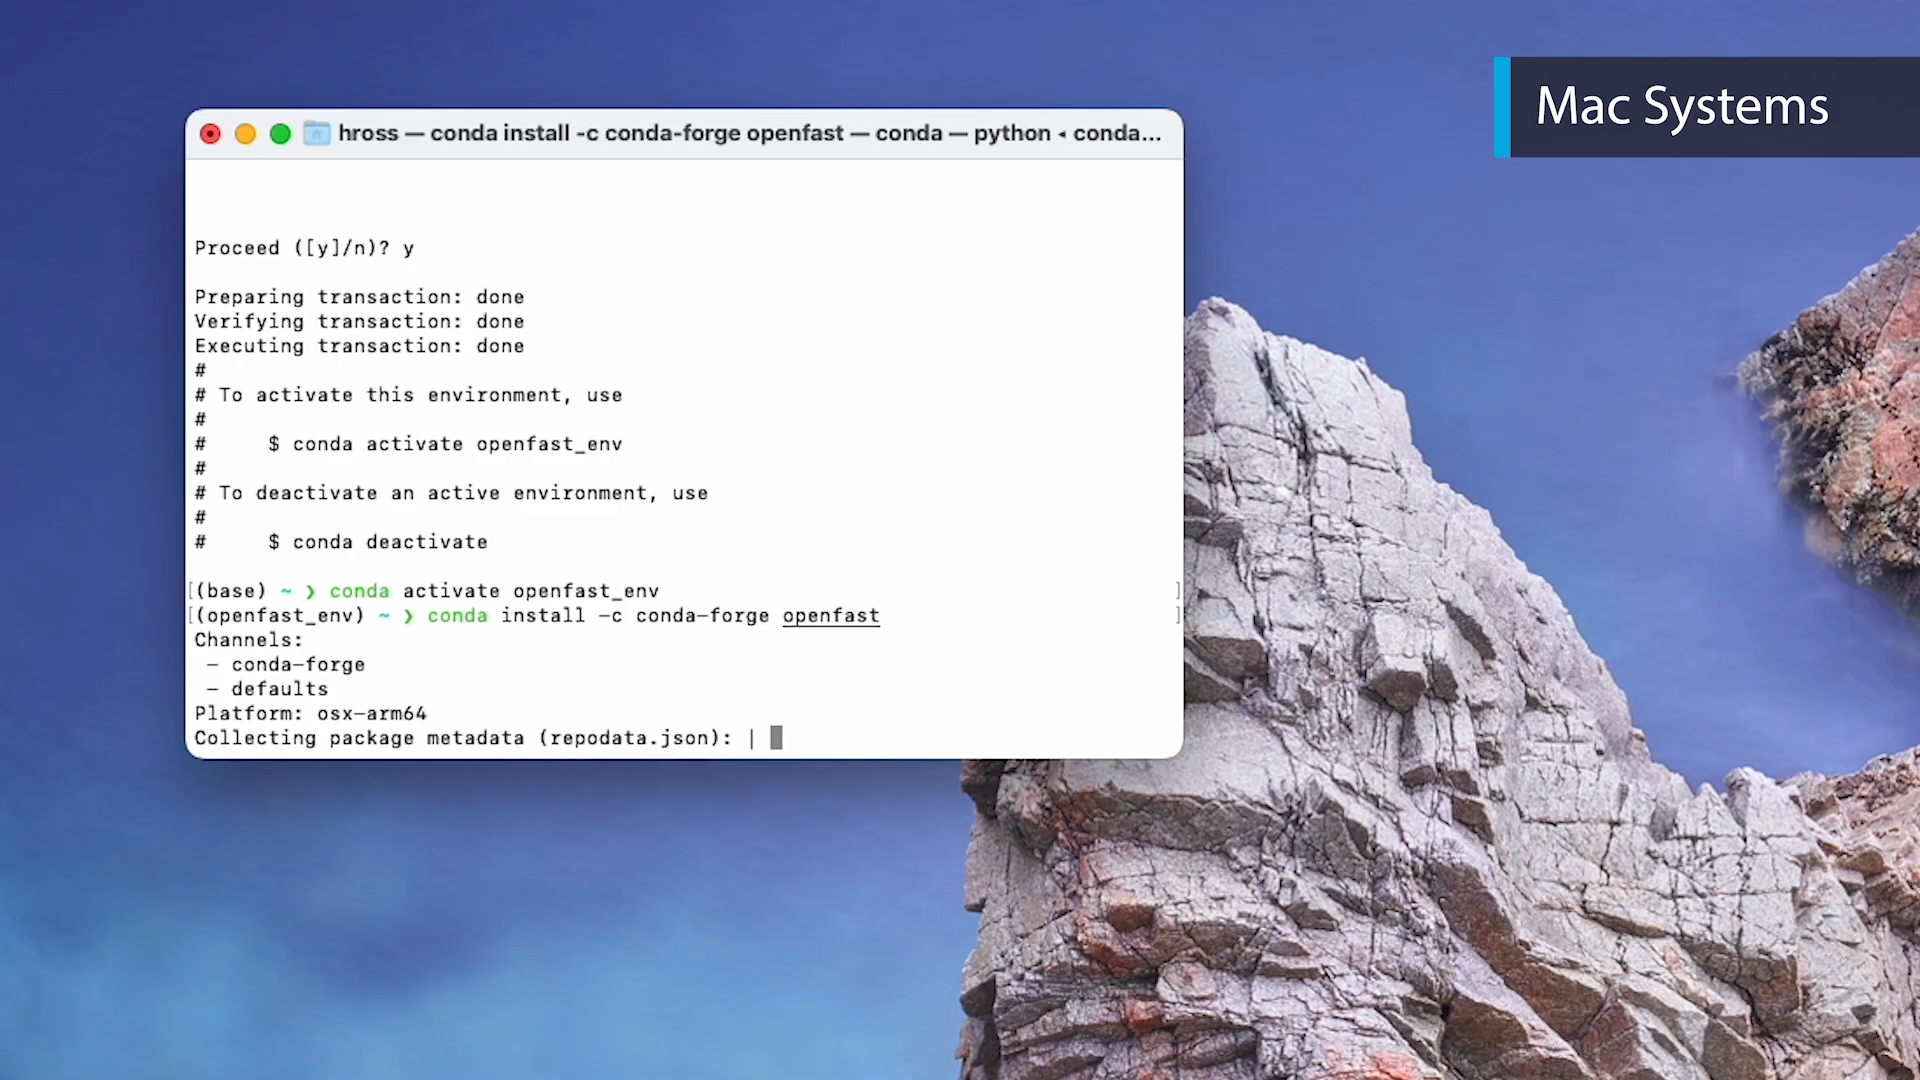 Mac Systems
hross — conda install -c conda-forge openfast — conda — python ◂ conda...
Proceed ([y]/n)? y
Preparing transaction: done
Verifying transaction: done
Executing transaction: done
#
# To activate this environment, use
#
#     $ conda activate openfast_env
#
# To deactivate an active environment, use
#
#     $ conda deactivate
[(base) ~ ❯ conda activate openfast_env ]
[(openfast_env) ~ ❯ conda install -c conda-forge openfast ]
Channels:
 - conda-forge
 - defaults
Platform: osx-arm64
Collecting package metadata (repodata.json): |